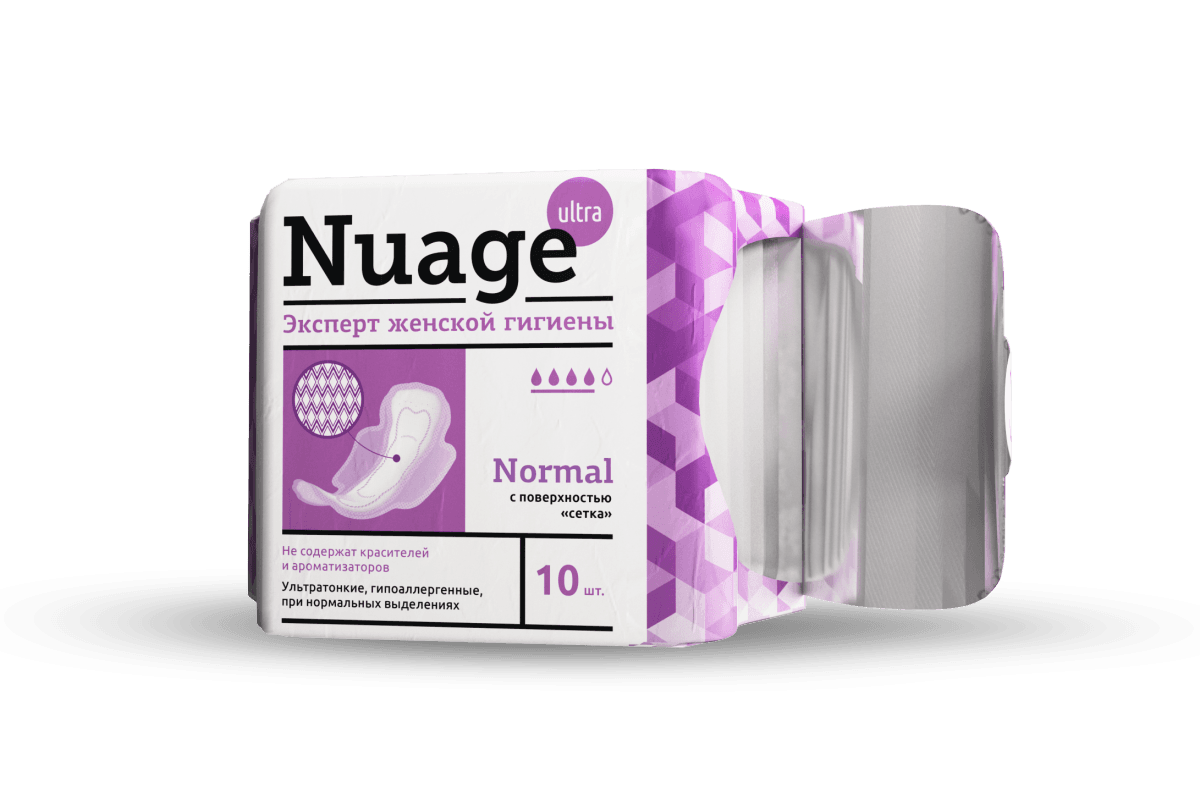 ultra
Nuage
Эксперт женской гигиены
Normal
с поверхностью
«сетка»
Не содержат красителей
и ароматизаторов
Ультратонкие, гипоаллергенные,
при нормальных выделениях
10 шт.